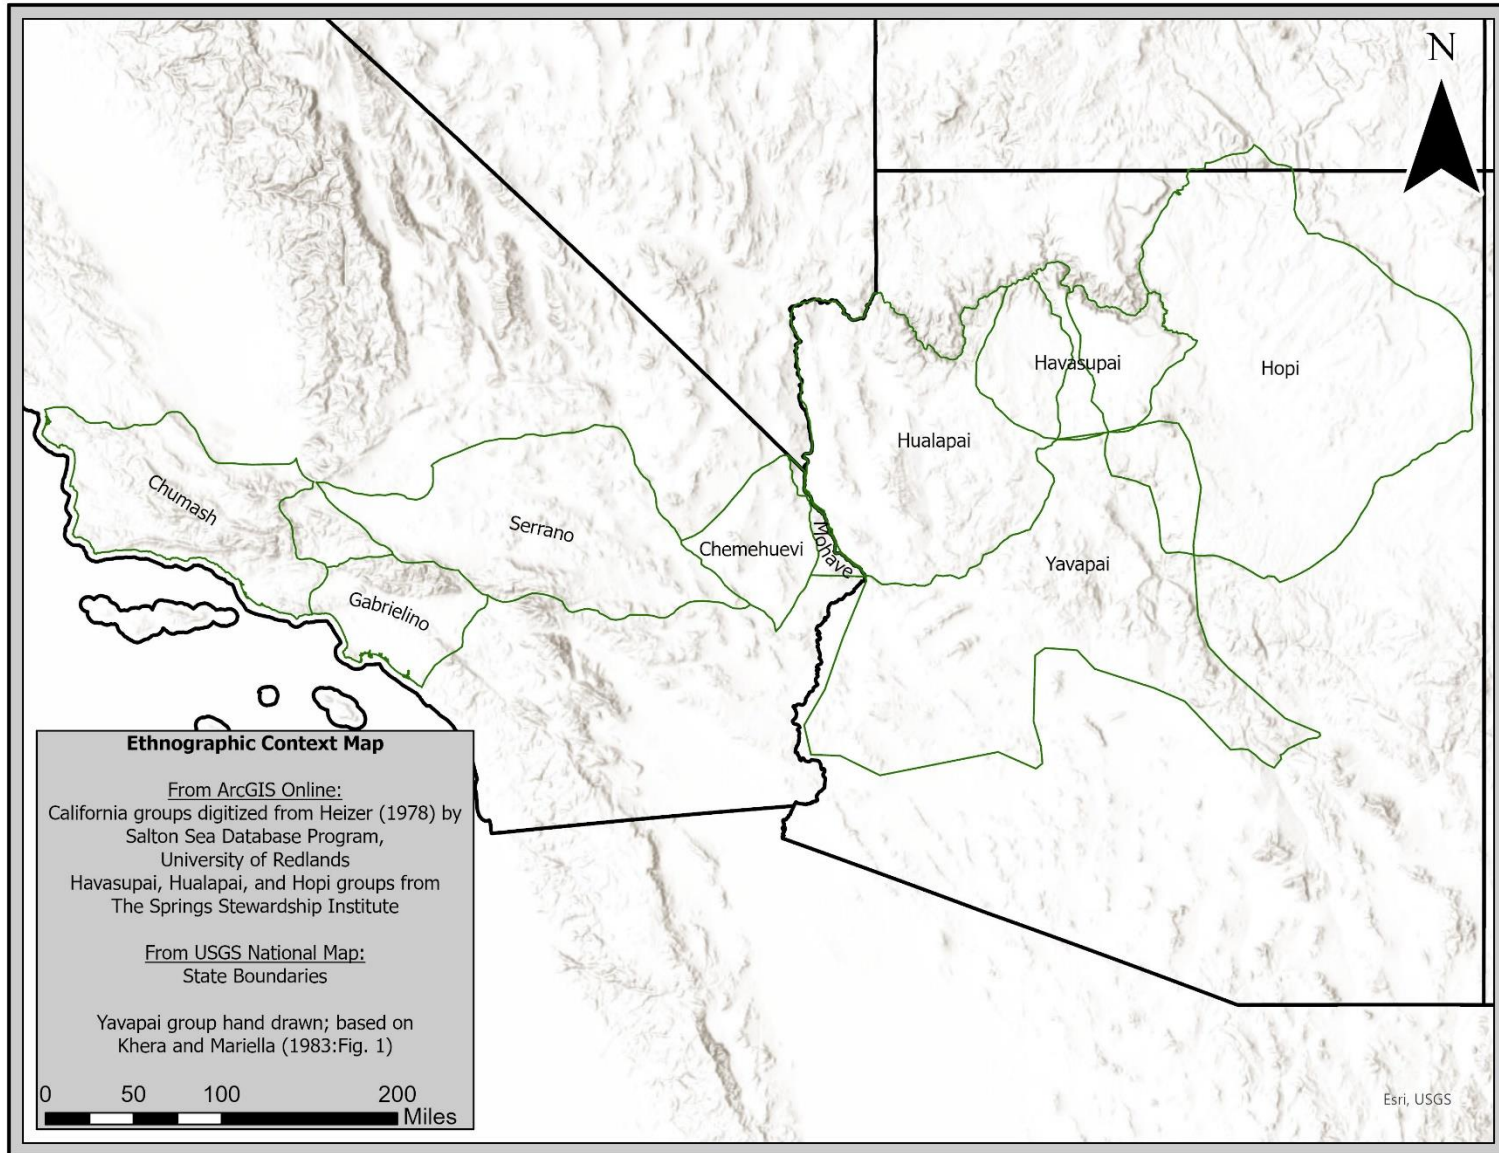 N
Havasupai
Hopi
Hualapai
Chumash
Serrano
Chemehuevi
Mohave
Yavapai
Gabrielino
Ethnographic Context Map
From ArcGIS Online:
California groups digitized from Heizer (1978) by
Salton Sea Database Program,
University of Redlands
Havasupai, Hualapai, and Hopi groups from
The Springs Stewardship Institute
From USGS National Map:
State Boundaries
Yavapai group hand drawn; based on
Khera and Mariella (1983:Fig. 1)
0 50 100 200
Miles
Esri, USGS